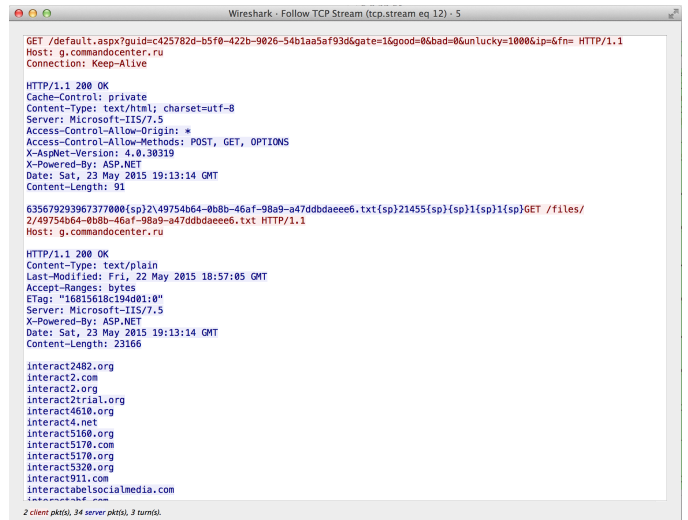 Wireshark · Follow TCP Stream (tcp.stream eq 12) · 5
GET /default.aspx?guid=c425782d-b5f0-422b-9026-54b1aa5af93d&gate=1&good=0&bad=0&unlucky=1000&ip=&fn= HTTP/1.1
Host: g.commandocenter.ru
Connection: Keep-Alive
HTTP/1.1 200 OK
Cache-Control: private
Content-Type: text/html; charset=utf-8
Server: Microsoft-IIS/7.5
Access-Control-Allow-Origin: *
Access-Control-Allow-Methods: POST, GET, OPTIONS
X-AspNet-Version: 4.0.30319
X-Powered-By: ASP.NET
Date: Sat, 23 May 2015 19:13:14 GMT
Content-Length: 91
635679293967377000{sp}2\49754b64-0b8b-46af-98a9-a47ddbdaeee6.txt{sp}21455{sp}{sp}1{sp}1{sp}GET /files/
2/49754b64-0b8b-46af-98a9-a47ddbdaeee6.txt HTTP/1.1
Host: g.commandocenter.ru
HTTP/1.1 200 OK
Content-Type: text/plain
Last-Modified: Fri, 22 May 2015 18:57:05 GMT
Accept-Ranges: bytes
ETag: "16815618c194d01:0"
Server: Microsoft-IIS/7.5
X-Powered-By: ASP.NET
Date: Sat, 23 May 2015 19:13:14 GMT
Content-Length: 23166
interact2482.org
interact2.com
interact2.org
interact2trial.org
interact4610.org
interact4.net
interact5160.org
interact5170.com
interact5170.org
interact5320.org
interact911.com
interactabelsocialmedia.com
2 client pkt(s), 34 server pkt(s), 3 turn(s).